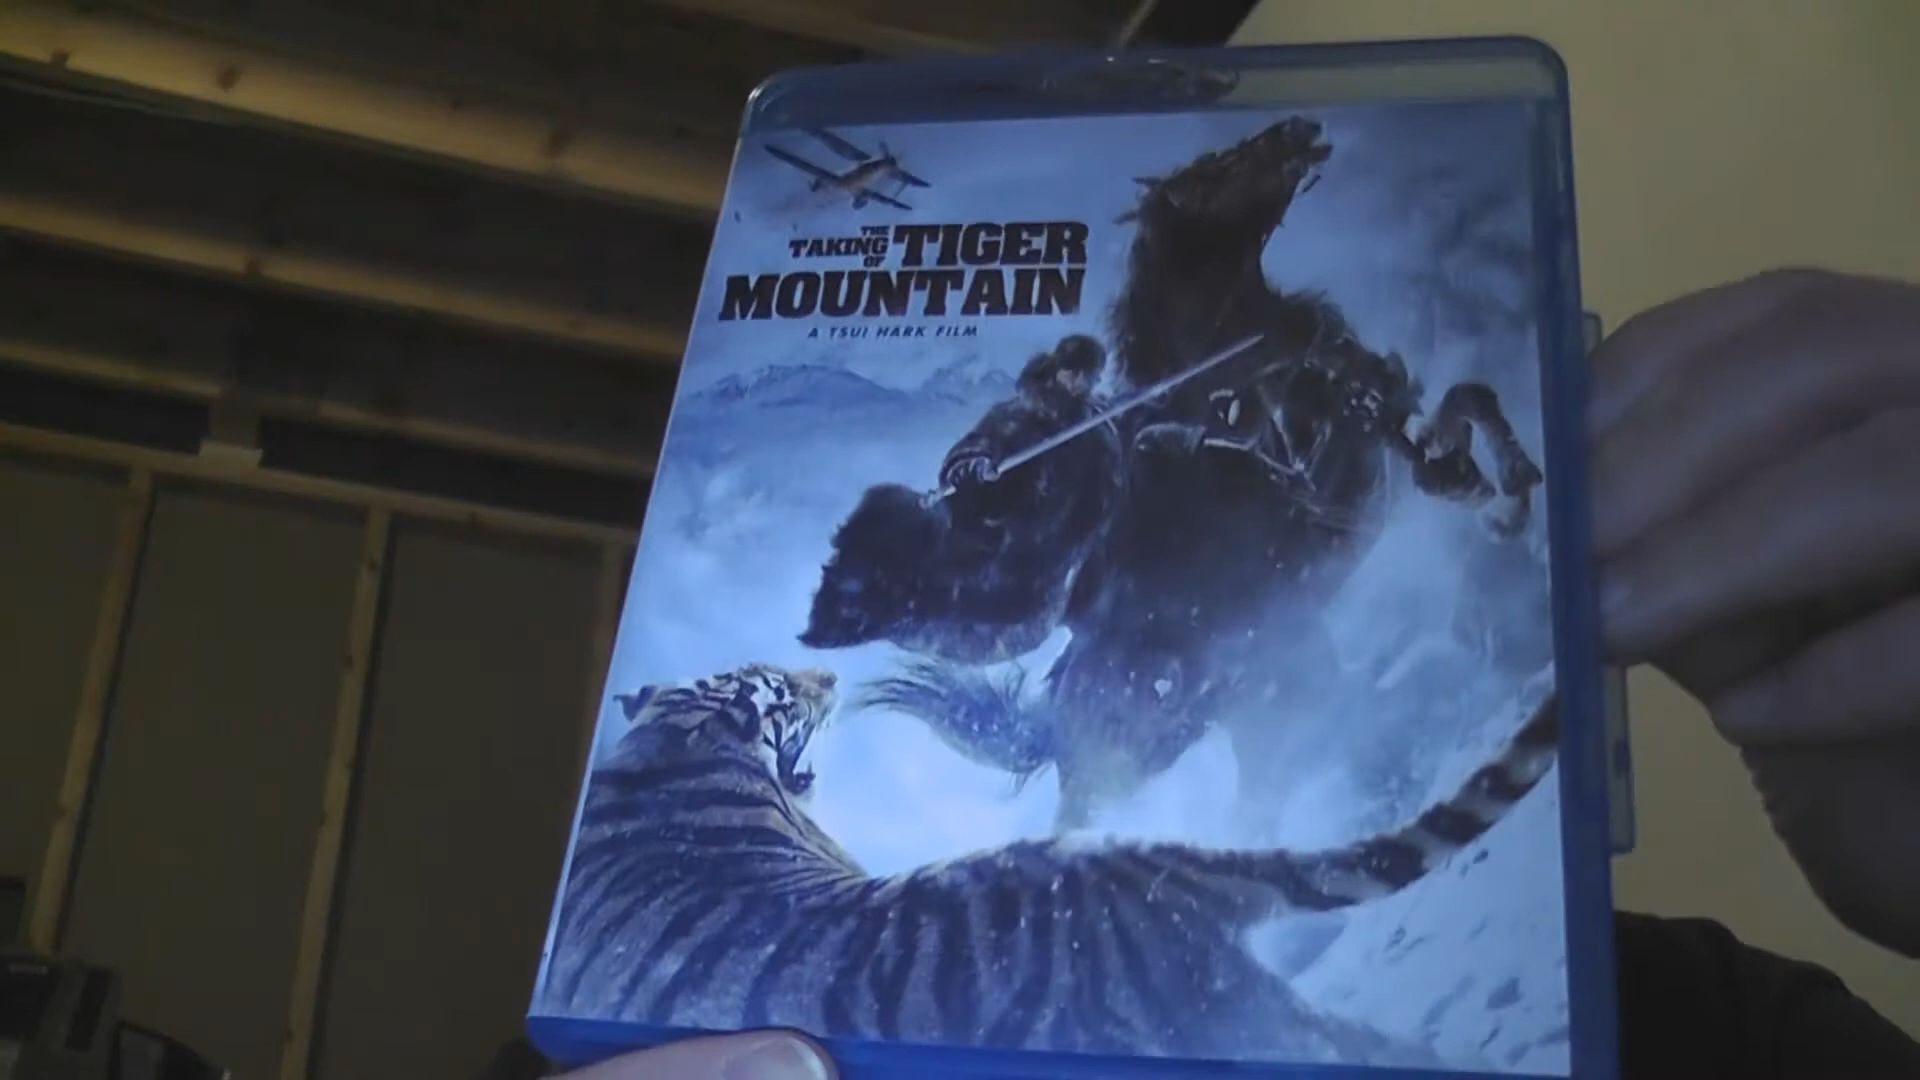 THE
TAKING
OF
TIGER
MOUNTAIN
A TSUI HARK FILM